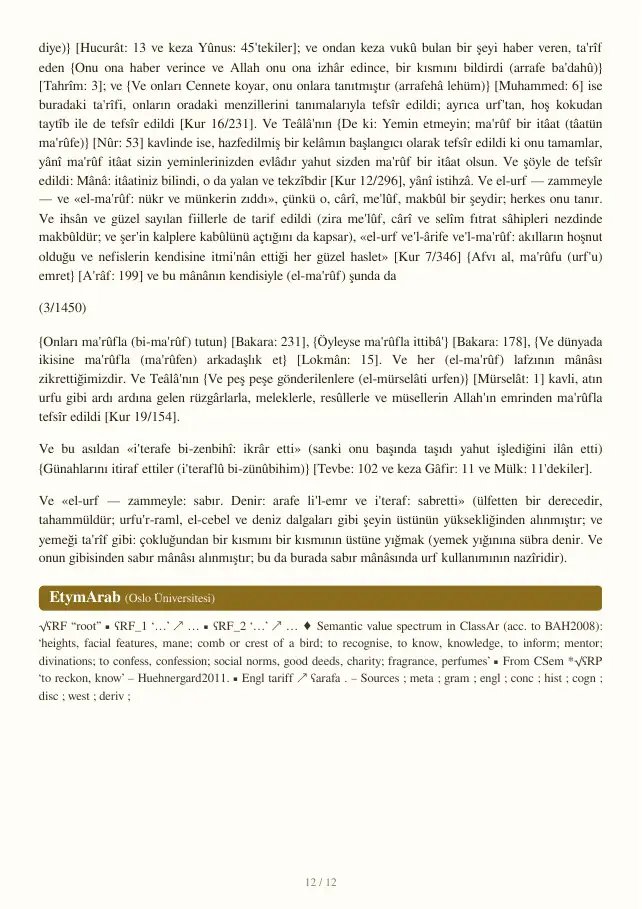 diye)} [Hucurât: 13 ve keza Yûnus: 45'tekiler]; ve ondan keza vukû bulan bir şeyi haber veren, ta'rîf
eden {Onu ona haber verince ve Allah onu ona izhâr edince, bir kısmını bildirdi (arrafe ba'dahû)}
[Tahrîm: 3]; ve {Ve onları Cennete koyar, onu onlara tanıtmıştır (arrafehâ lehüm)} [Muhammed: 6] ise
buradaki ta'rîfi, onların oradaki menzillerini tanımalarıyla tefsîr edildi; ayrıca urf'tan, hoş kokudan
taytîb ile de tefsîr edildi [Kur 16/231]. Ve Teâlâ'nın {De ki: Yemin etmeyin; ma'rûf bir itâat (tâatün
ma'rûfe)} [Nûr: 53] kavlinde ise, hazfedilmiş bir kelâmın başlangıcı olarak tefsîr edildi ki onu tamamlar,
yânî ma'rûf itâat sizin yeminlerinizden evlâdır yahut sizden ma'rûf bir itâat olsun. Ve şöyle de tefsîr
edildi: Mânâ: itâatiniz bilindi, o da yalan ve tekzîbdir [Kur 12/296], yânî istihzâ. Ve el-urf — zammeyle
— ve «el-ma'rûf: nükr ve münkerin zıddı», çünkü o, cârî, me'lûf, makbûl bir şeydir; herkes onu tanır.
Ve ihsân ve güzel sayılan fiillerle de tarif edildi (zira me'lûf, cârî ve selîm fıtrat sâhipleri nezdinde
makbûldür; ve şer'in kalplere kabûlünü açtığını da kapsar), «el-urf ve'l-ârife ve'l-ma'rûf: akılların hoşnut
olduğu ve nefislerin kendisine itmi'nân ettiği her güzel haslet» [Kur 7/346] {Afvı al, ma'rûfu (urf'u)
emret} [A'râf: 199] ve bu mânânın kendisiyle (el-ma'rûf) şunda da
(3/1450)
{Onları ma'rûfla (bi-ma'rûf) tutun} [Bakara: 231], {Öyleyse ma'rûfla ittibâ'} [Bakara: 178], {Ve dünyada
ikisine ma'rûfla (ma'rûfen) arkadaşlık et} [Lokmân: 15]. Ve her (el-ma'rûf) lafzının mânâsı
zikrettiğimizdir. Ve Teâlâ'nın {Ve peş peşe gönderilenlere (el-mürselâti urfen)} [Mürselât: 1] kavli, atın
urfu gibi ardı ardına gelen rüzgârlarla, meleklerle, resûllerle ve müsellerin Allah'ın emrinden ma'rûfla
tefsîr edildi [Kur 19/154].
Ve bu asıldan «i'terafe bi-zenbihî: ikrâr etti» (sanki onu başında taşıdı yahut işlediğini ilân etti)
{Günahlarını itiraf ettiler (i'teraflû bi-zünûbihim)} [Tevbe: 102 ve keza Gâfir: 11 ve Mülk: 11'dekiler].
Ve «el-urf — zammeyle: sabır. Denir: arafe li'l-emr ve i'teraf: sabretti» (ülfetten bir derecedir,
tahammüldür; urfu'r-raml, el-cebel ve deniz dalgaları gibi şeyin üstünün yüksekliğinden alınmıştır; ve
yemeği ta'rîf gibi: çokluğundan bir kısmını bir kısmının üstüne yığmak (yemek yığınına sübra denir. Ve
onun gibisinden sabır mânâsı alınmıştır; bu da burada sabır mânâsında urf kullanımının nazîridir).
EtymArab (Oslo Üniversitesi)
√ʕRF “root” ▪ ʕRF_1 ‘…’ ↗ … ▪ ʕRF_2 ‘…’ ↗ … ♦ Semantic value spectrum in ClassAr (acc. to BAH2008):
‘heights, facial features, mane; comb or crest of a bird; to recognise, to know, knowledge, to inform; mentor;
divinations; to confess, confession; social norms, good deeds, charity; fragrance, perfumes’ ▪ From CSem *√ʕRP
‘to reckon, know’ – Huehnergard2011. ▪ Engl tariff ↗ ʕarafa . – Sources ; meta ; gram ; engl ; conc ; hist ; cogn ;
disc ; west ; deriv ;
12 / 12